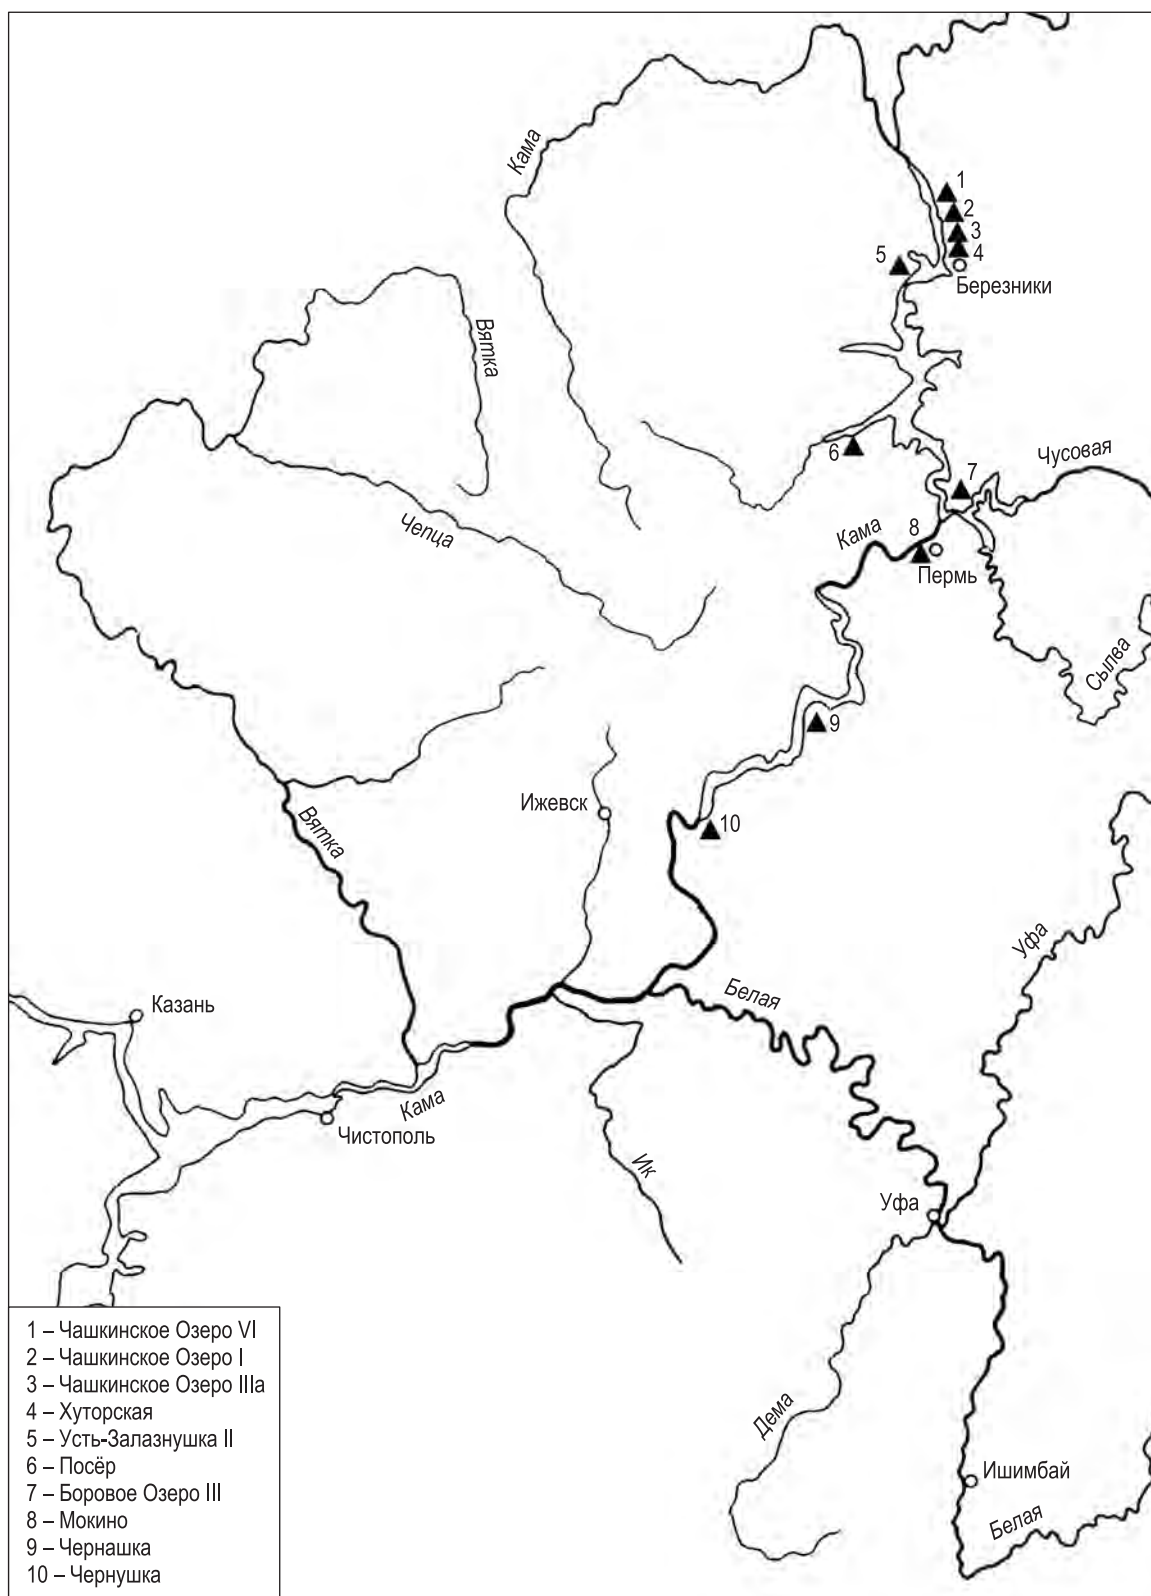 Кама
1
2
3
4
5
Березники
Вятка
6
Чусовая
7
Чепца
Кама
8
Пермь
Сылва
9
Ижевск
10
Вятка
Уфа
Казань
Белая
Кама
Чистополь
Ик
Уфа
Дема
Ишимбай
Белая
1 – Чашкинское Озеро VI
2 – Чашкинское Озеро I
3 – Чашкинское Озеро IIIа
4 – Хуторская
5 – Усть-Залазнушка II
6 – Посёр
7 – Боровое Озеро III
8 – Мокино
9 – Чернашка
10 – Чернушка